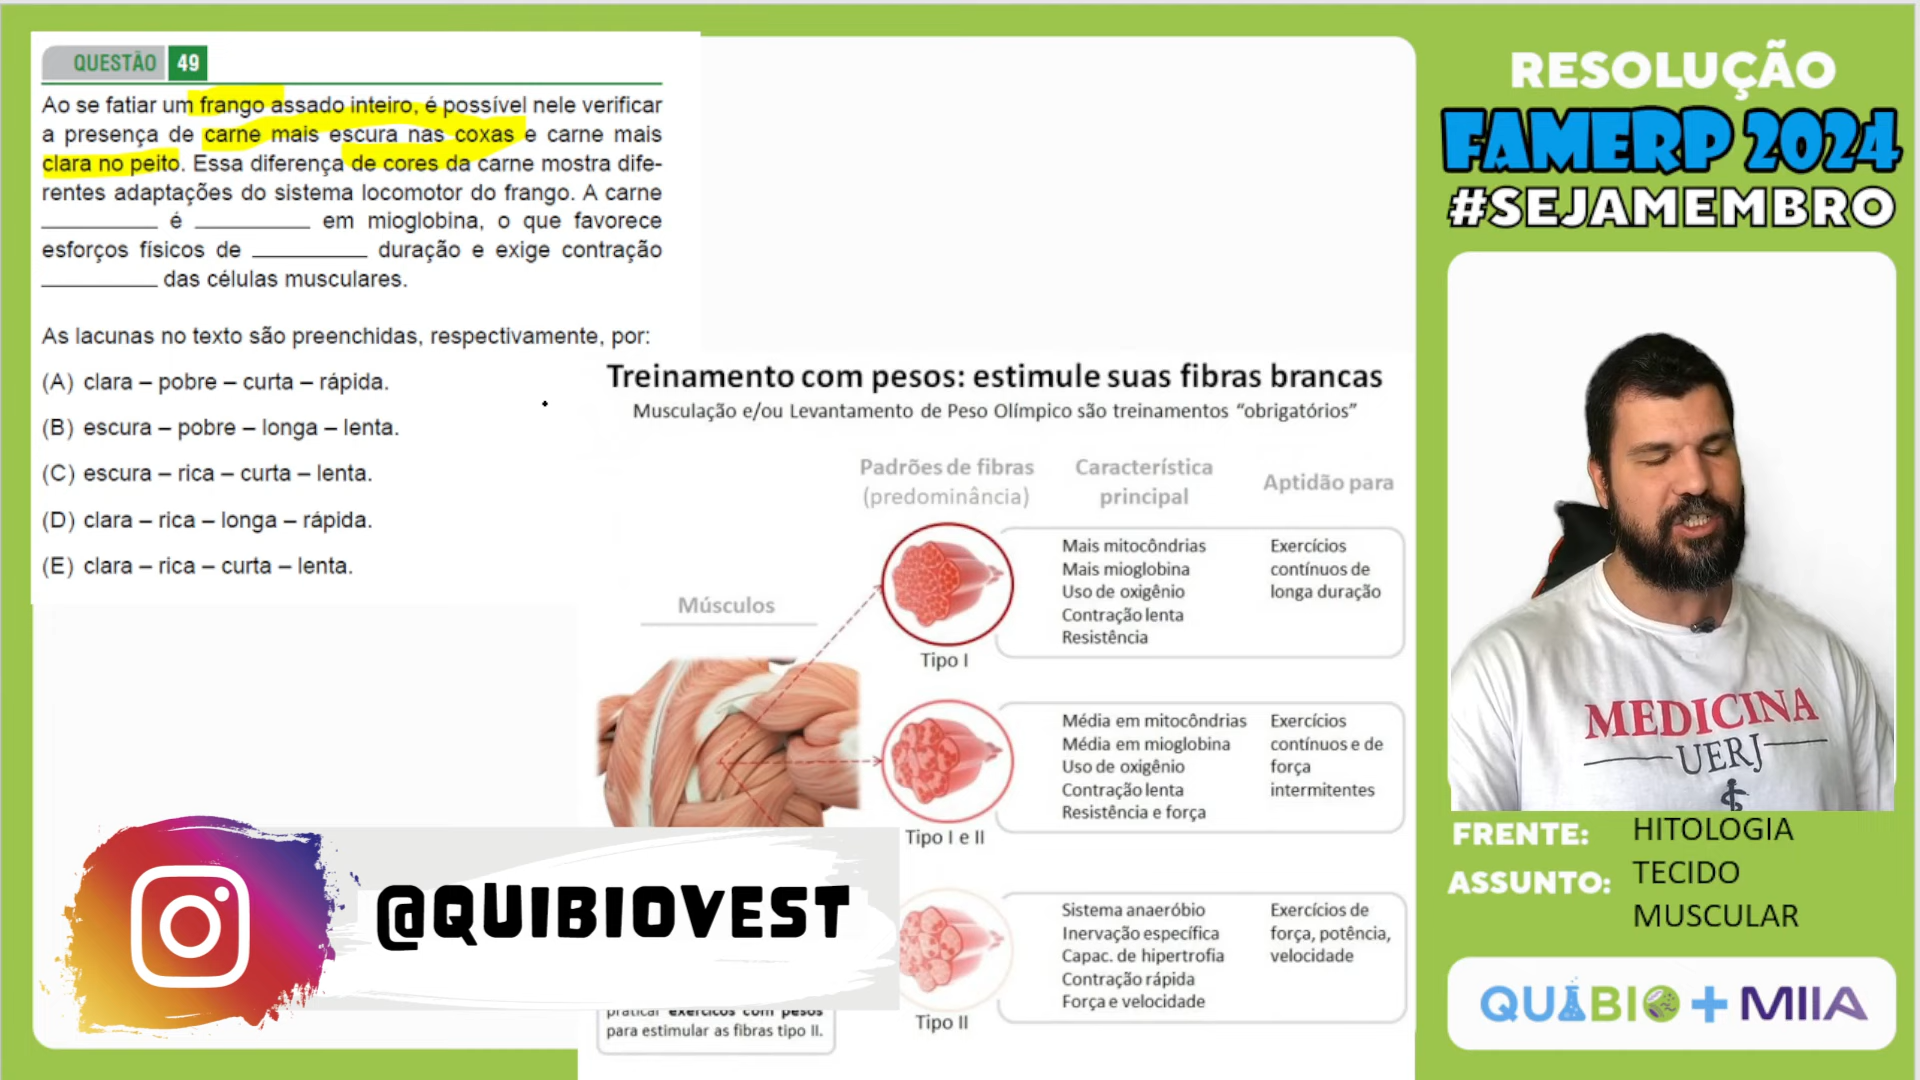 QUESTÃO 49
Ao se fatiar um frango assado inteiro, é possível nele verificar
a presença de carne mais escura nas coxas e carne mais
clara no peito. Essa diferença de cores da carne mostra dife-
rentes adaptações do sistema locomotor do frango. A carne
__________ é __________ em mioglobina, o que favorece
esforços físicos de __________ duração e exige contração
__________ das células musculares.
As lacunas no texto são preenchidas, respectivamente, por:
(A) clara – pobre – curta – rápida.
(B) escura – pobre – longa – lenta.
(C) escura – rica – curta – lenta.
(D) clara – rica – longa – rápida.
(E) clara – rica – curta – lenta.
Treinamento com pesos: estimule suas fibras brancas
Musculação e/ou Levantamento de Peso Olímpico são treinamentos “obrigatórios”
Padrões de fibras
(predominância)
Característica
principal
Aptidão para
Músculos
Mais mitocôndrias
Mais mioglobina
Uso de oxigênio
Contração lenta
Resistência
Exercícios
contínuos de
longa duração
Tipo I
Média em mitocôndrias
Média em mioglobina
Uso de oxigênio
Contração lenta
Resistência e força
Exercícios
contínuos e de
força
intermitentes
Tipo I e II
Sistema anaeróbio
Inervação específica
Capac. de hipertrofia
Contração rápida
Força e velocidade
Exercícios de
força, potência,
velocidade
Tipo II
praticar exercícos com pesos
para estimular as fibras tipo II.
@QUIBIOVEST
RESOLUÇÃO
FAMERP 2024
#SEJAMEMBRO
MEDICINA
UERJ
FRENTE: HITOLOGIA
ASSUNTO: TECIDO
MUSCULAR
QUIBIO + MIIA